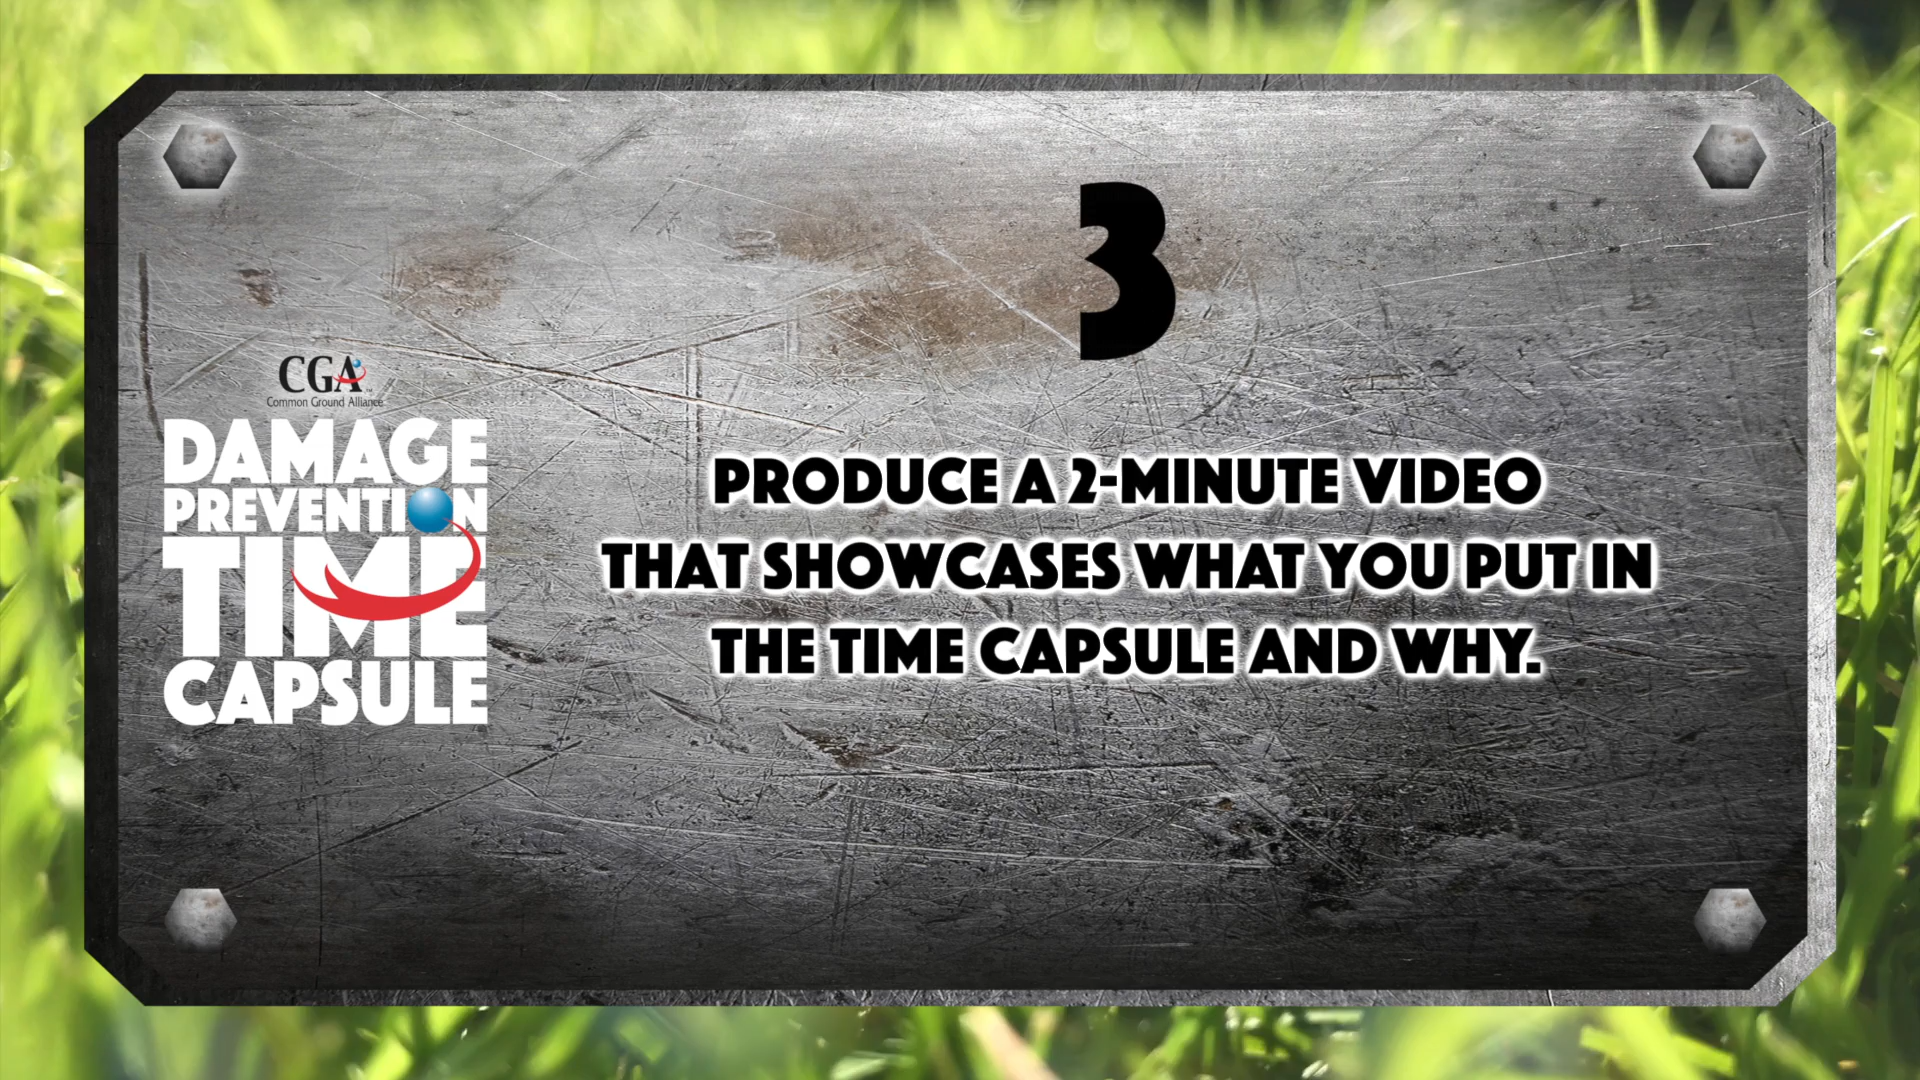 3
CGA
Common Ground Alliance
DAMAGE
PREVENTION
TIME
CAPSULE
PRODUCE A 2-MINUTE VIDEO
THAT SHOWCASES WHAT YOU PUT IN
THE TIME CAPSULE AND WHY.